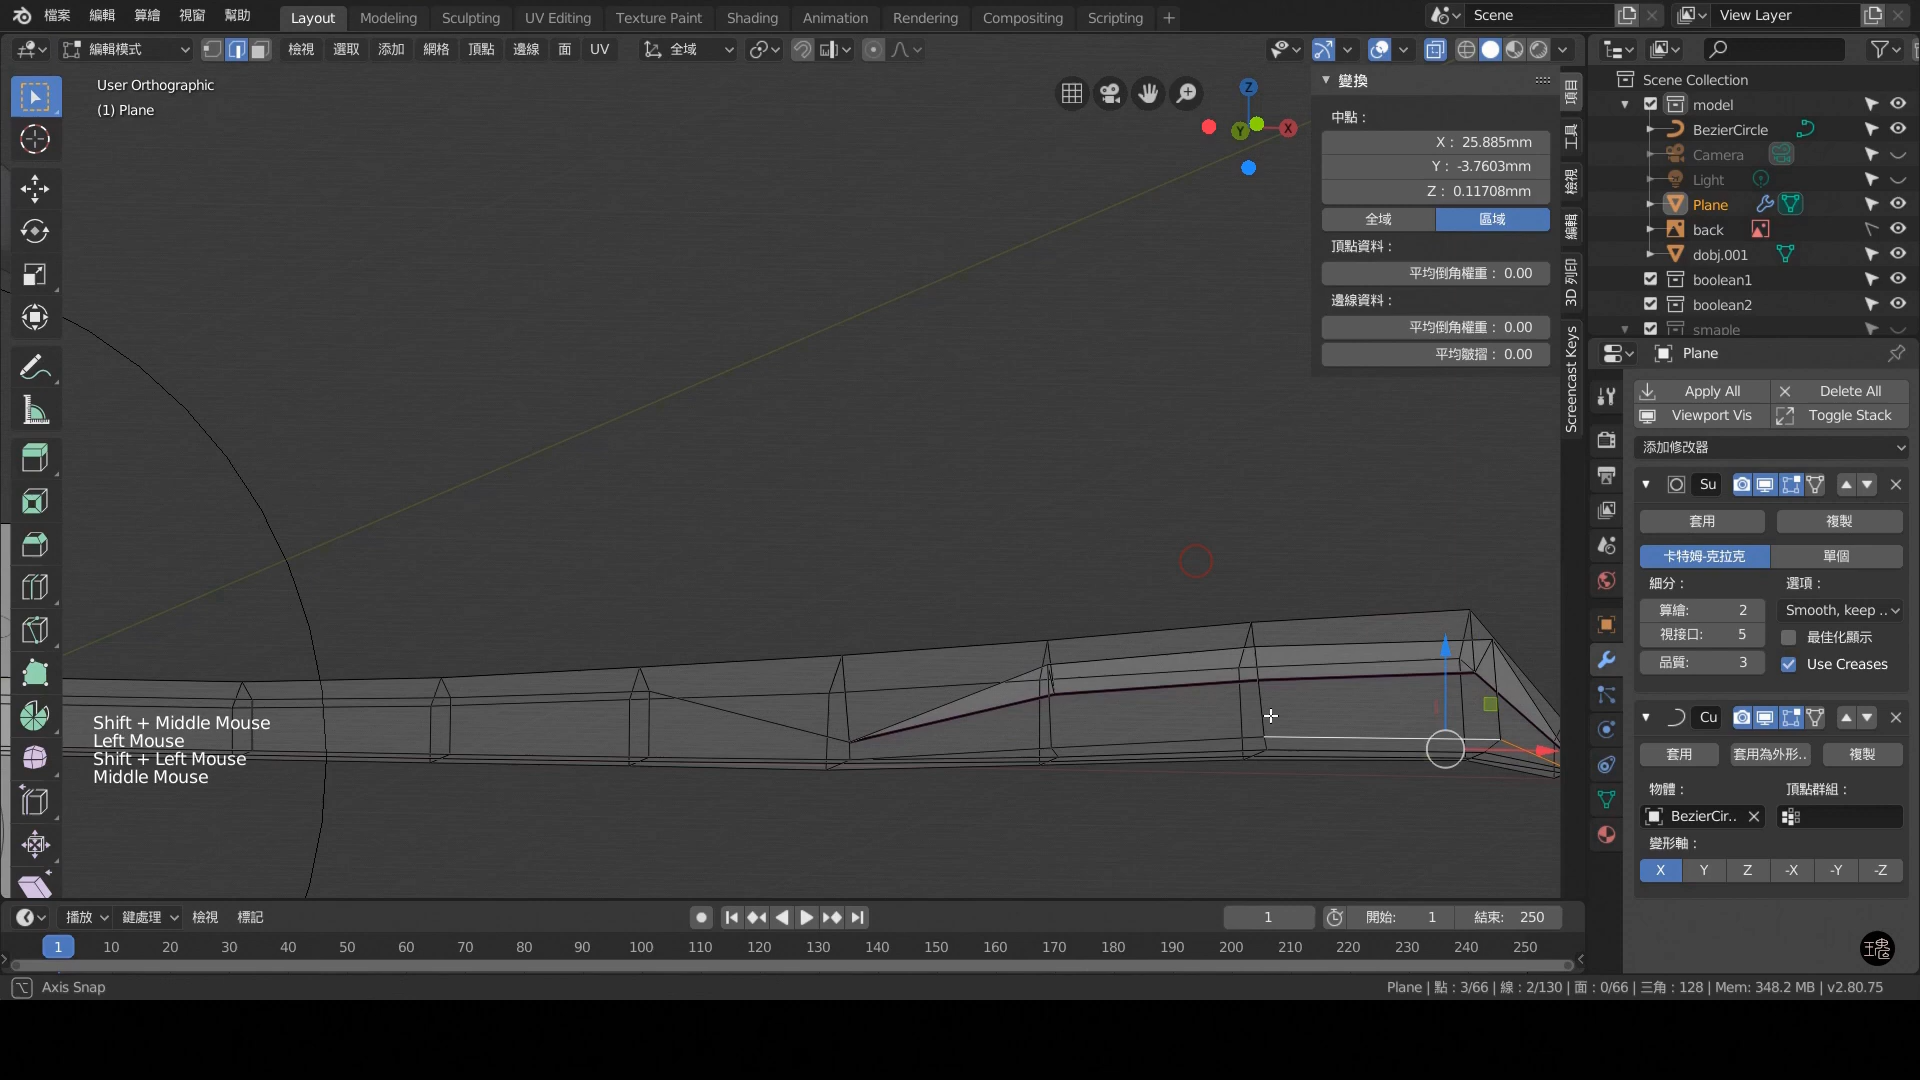 檔案 編輯 算繪 視窗 幫助 Layout Modeling Sculpting UV Editing Texture Paint Shading Animation Rendering Compositing Scripting + Scene View Layer
編輯模式 檢視 選取 添加 網格 頂點 邊線 面 UV 全域
User Orthographic
(1) Plane
Z
Y
X
變換
中點：
X： 25.885mm
Y： -3.7603mm
Z： 0.11708mm
全域 區域
頂點資料：
平均倒角權重： 0.00
邊線資料：
平均倒角權重： 0.00
平均皺摺： 0.00
項目
工具
檢視
編輯
3D 列印
Screencast Keys
Scene Collection
model
BezierCircle
Camera
Light
Plane
back
dobj.001
boolean1
boolean2
smaple
Plane
Apply All Delete All
Viewport Vis Toggle Stack
添加修改器
Su
套用 複製
卡特姆-克拉克 單個
細分： 選項：
算繪: 2 Smooth, keep ..
視接口: 5 最佳化顯示
品質: 3 Use Creases
Cu
套用 套用為外形.. 複製
物體： 頂點群組：
BezierCir..
變形軸：
X Y Z -X -Y -Z
Shift + Middle Mouse
Left Mouse
Shift + Left Mouse
Middle Mouse
播放 鍵處理 檢視 標記 1 開始: 1 結束: 250
1 10 20 30 40 50 60 70 80 90 100 110 120 130 140 150 160 170 180 190 200 210 220 230 240 250
Axis Snap
Plane | 點：3/66 | 線：2/130 | 面：0/66 | 三角：128 | Mem: 348.2 MB | v2.80.75